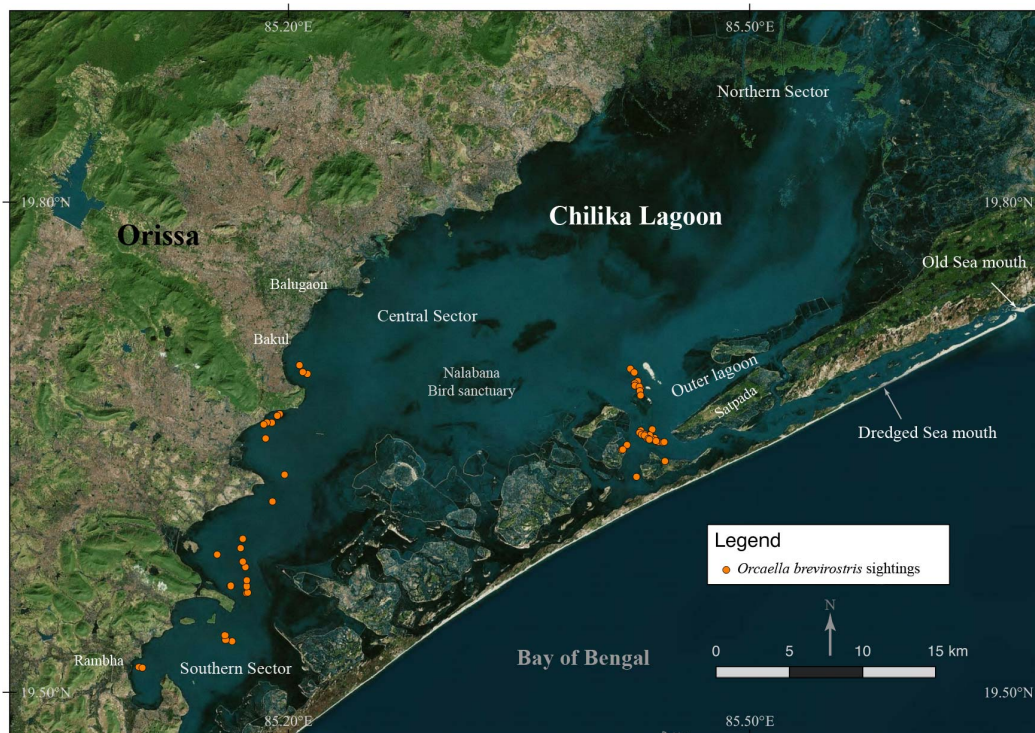 85.20°E
85.50°E
Northern Sector
19.80°N
19.80°N
Chilika Lagoon
Orissa
Old Sea mouth
Balugaon
Central Sector
Bakul
Nalabana
Bird sanctuary
Outer lagoon
Satpada
Dredged Sea mouth
Legend
Orcaella brevirostris sightings
N
Rambha
Southern Sector
Bay of Bengal
0 5 10 15 km
19.50°N
19.50°N
85.20°E
85.50°E